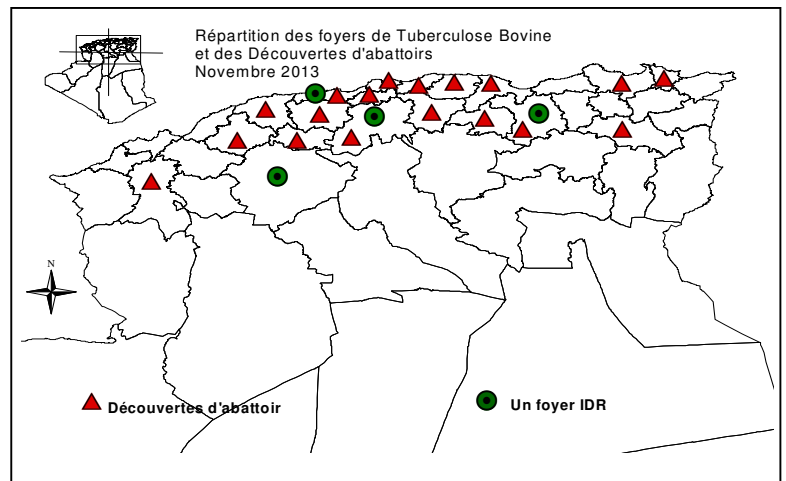 Répartition des foyers de Tuberculose Bovine
et des Découvertes d'abattoirs
Novembre 2013
N
Découvertes d'abattoir
Un foyer IDR